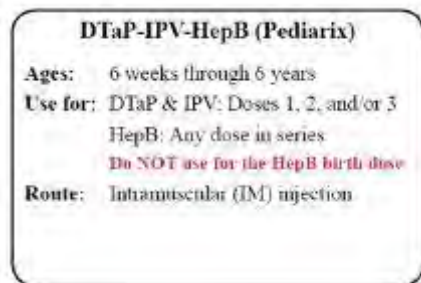 DTaP-IPV-HepB (Pediarix)
Ages: 6 weeks through 6 years
Use for: DTaP & IPV: Doses 1, 2, and/or 3
HepB: Any dose in series
Do NOT use for the HepB birth dose
Route: Intramuscular (IM) injection